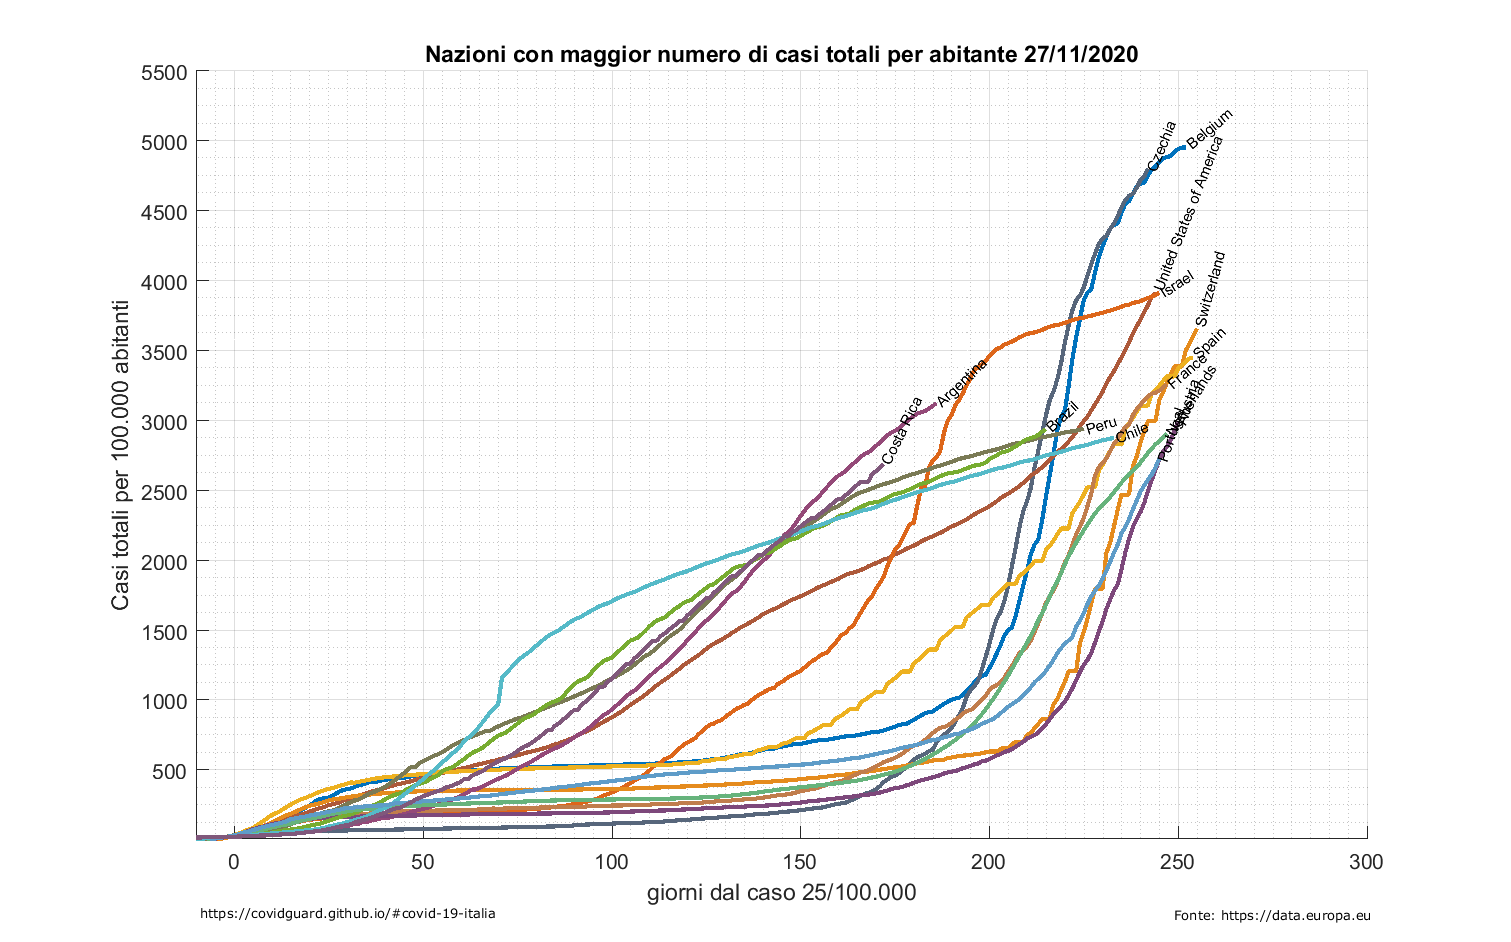 Nazioni con maggior numero di casi totali per abitante 27/11/2020
5500
5000
4500
4000
3500
3000
2500
2000
1500
1000
500
Casi totali per 100.000 abitanti
Czechia
Belgium
United States of America
Israel
Switzerland
Spain
France
Argentina
Costa Rica
Brazil
Peru
Chile
0
50
100
150
200
250
300
giorni dal caso 25/100.000
https://covidguard.github.io/#covid-19-italia
Fonte: https://data.europa.eu